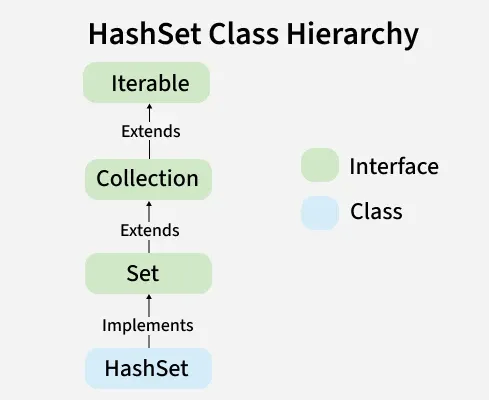 HashSet Class Hierarchy
Iterable
Extends
Collection
Extends
Set
Implements
HashSet
Interface
Class